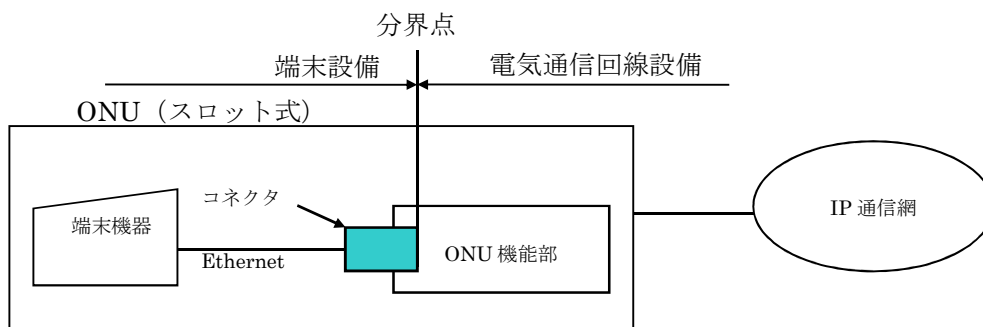 分界点
端末設備
電気通信回線設備
ONU（スロット式）
コネクタ
端末機器
Ethernet
ONU 機能部
IP 通信網